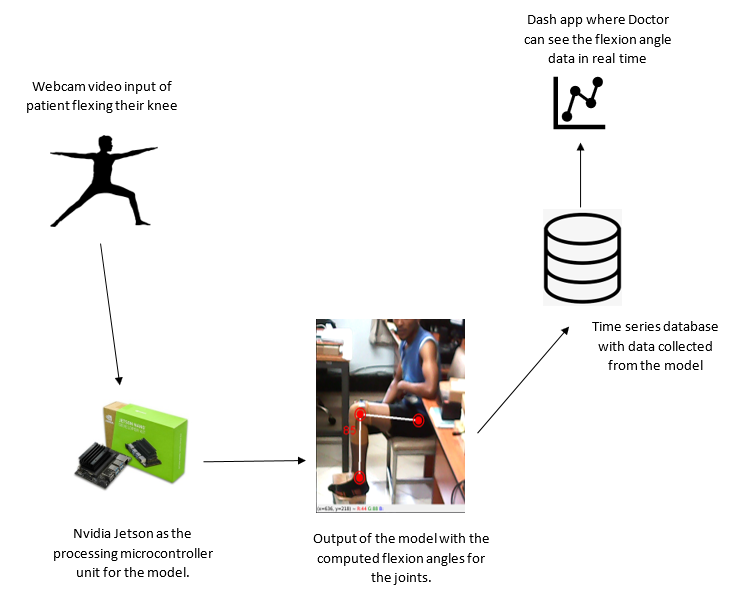 Dash app where Doctor
can see the flexion angle
data in real time
Webcam video input of
patient flexing their knee
Time series database
with data collected
from the model
JETSON NANO
Nvidia Jetson as the
processing microcontroller
unit for the model.
(x=636, y=218) ~ R:44 G:88 B:
Output of the model with the
computed flexion angles for
the joints.